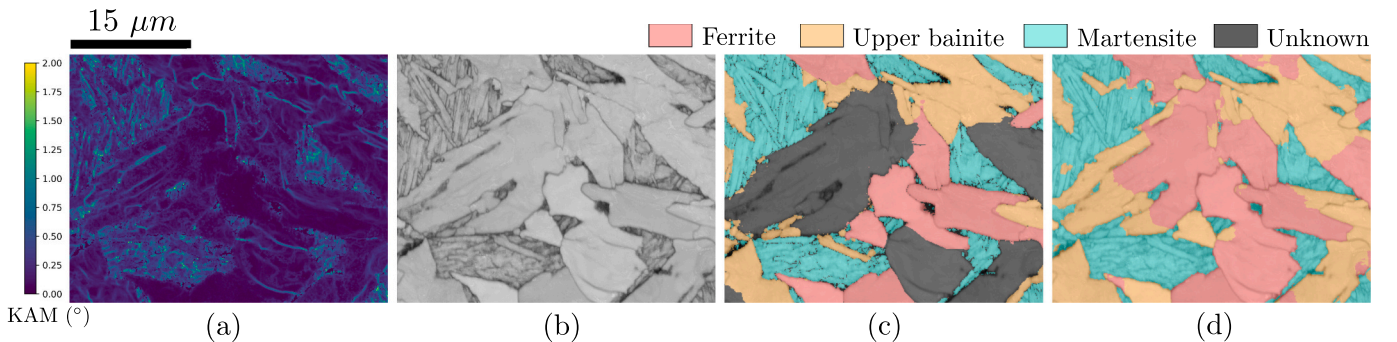 15 μm
Ferrite Upper bainite Martensite Unknown
2.00
1.75
1.50
1.25
1.00
0.75
0.50
0.25
0.00
KAM (°)
(a) (b) (c) (d)